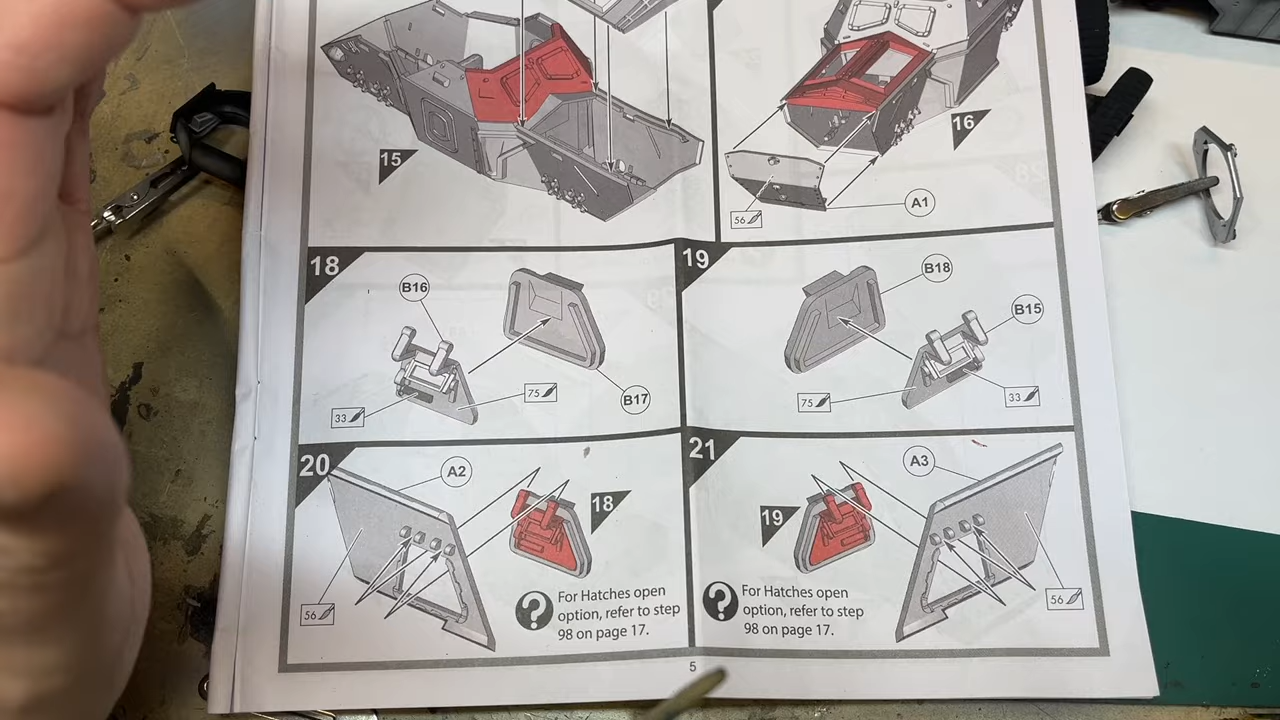 15
16
56
A1
18
B16
B17
75
33
19
B18
B15
75
33
20
A2
18
56
For Hatches open
option, refer to step
98 on page 17.
21
A3
19
56
For Hatches open
option, refer to step
98 on page 17.
5